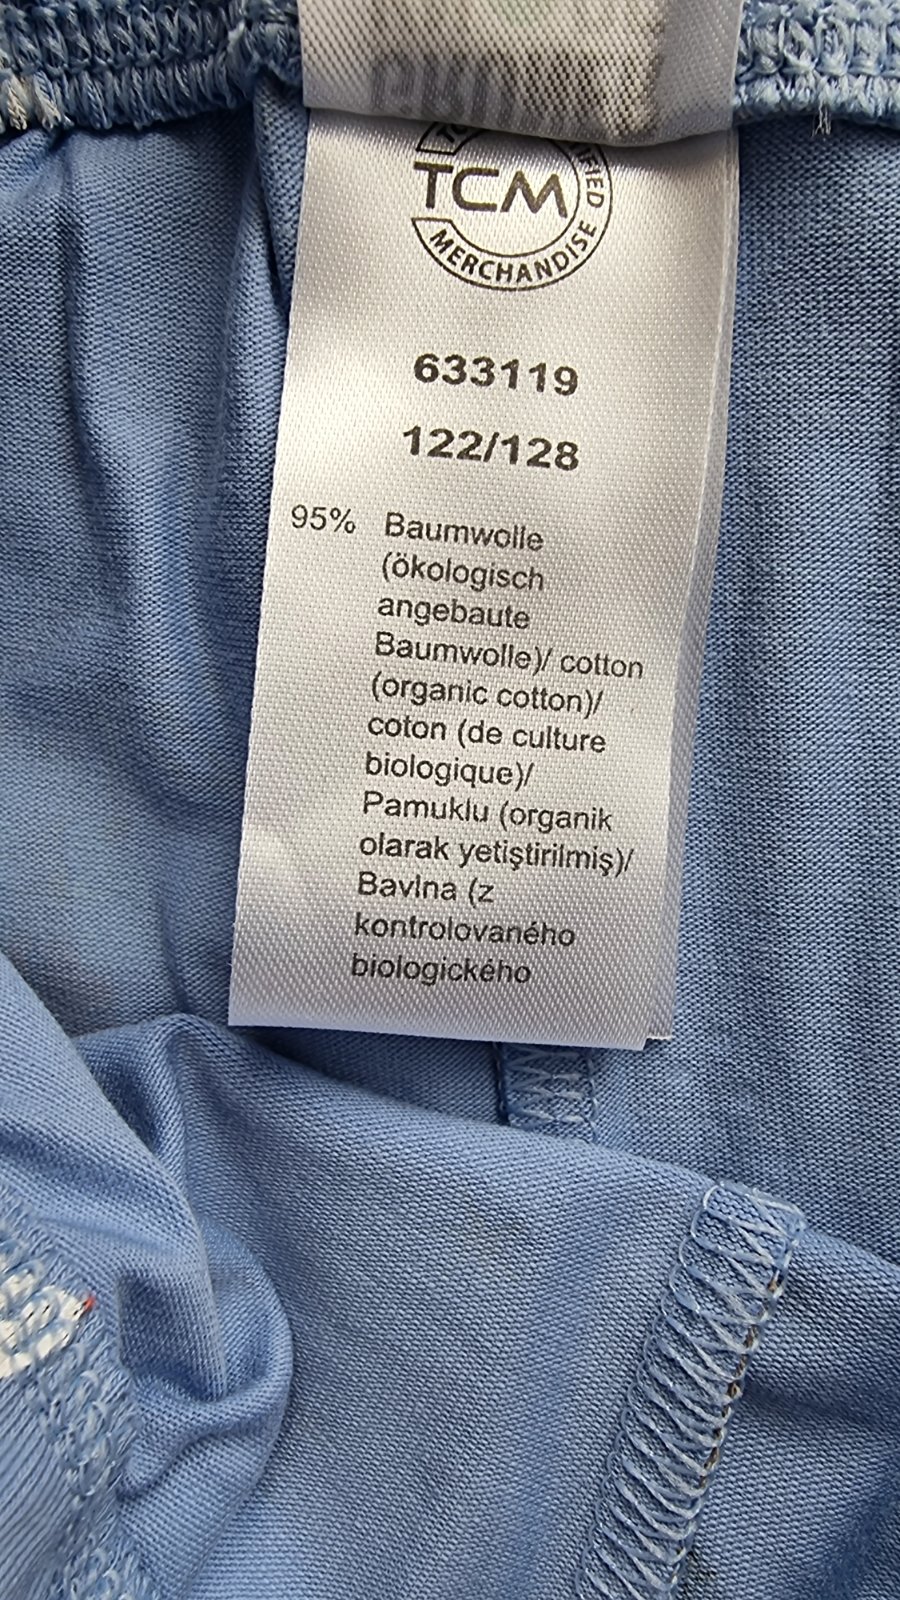 TCM
MERCHANDISE
633119
122/128
95% Baumwolle
(ökologisch
angebaute
Baumwolle)/ cotton
(organic cotton)/
coton (de culture
biologique)/
Pamuklu (organik
olarak yetiştirilmiş)/
Bavlna (z
kontrolovaného
biologického